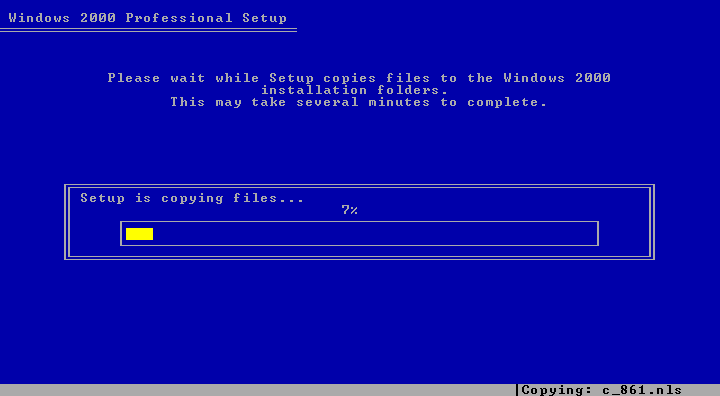 Windows 2000 Professional Setup
Please wait while Setup copies files to the Windows 2000
installation folders.
This may take several minutes to complete.
Setup is copying files...
7%
Copying: c_861.nls